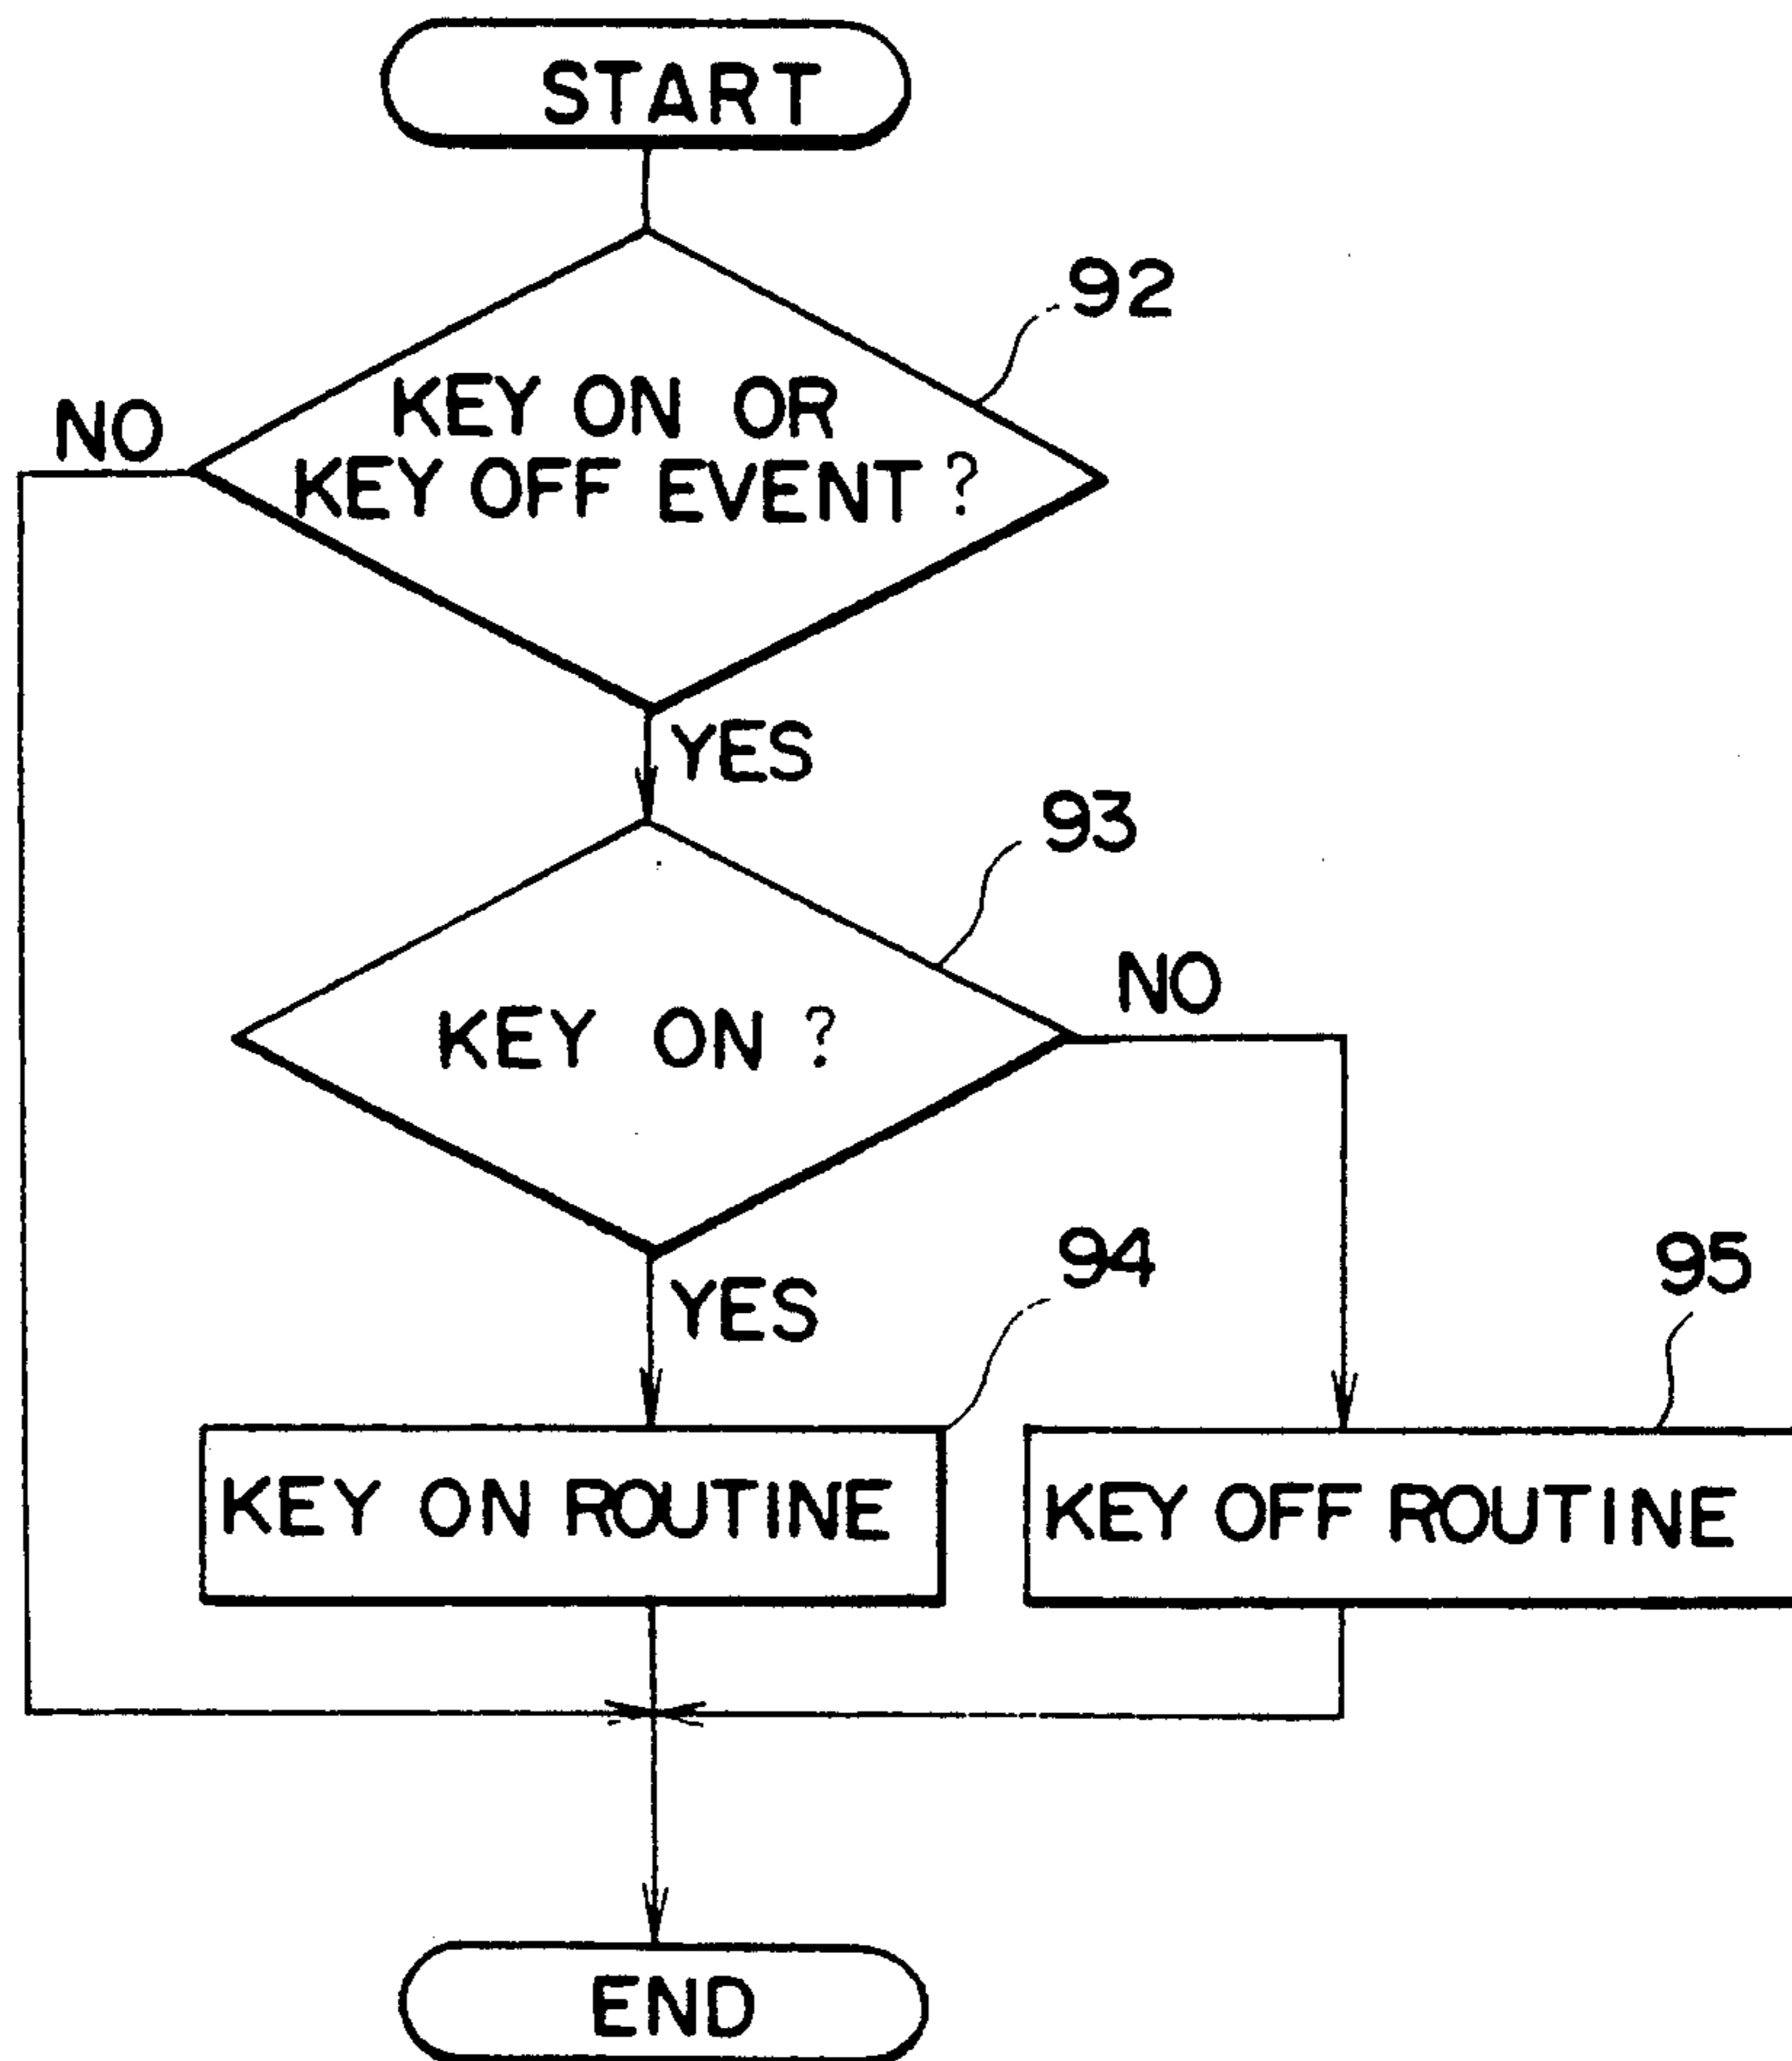 START
92
KEY ON OR
NO
KEY OFF EVENT?
YES
93
NO
KEY ON ?
94
95
YES
KEY ON ROUTINE
KEY OFF ROUTINE
END